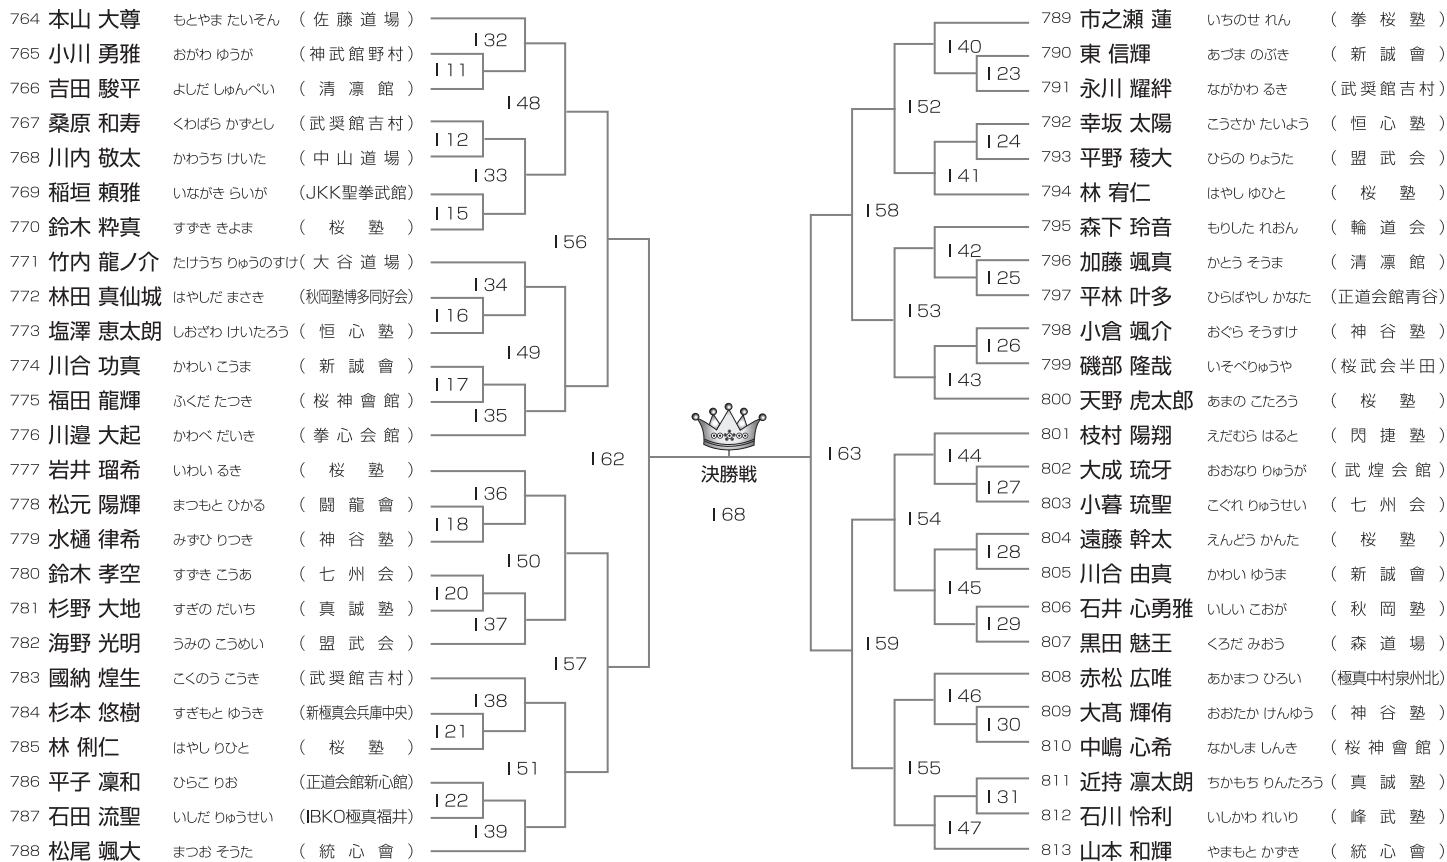 764 本山 大尊 もとやま たいそん ( 佐 藤 道 場 )
765 小川 勇雅 おがわ ゆうが ( 神 武 館 野 村 )
766 吉田 駿平 よしだ しゅんぺい ( 清 凛 館 )
767 桑原 和寿 くわばら かずとし ( 武 奨 館 吉 村 )
768 川内 敬太 かわうち けいた ( 中 山 道 場 )
769 稲垣 頼雅 いながき らいが (JKK聖拳武館)
770 鈴木 粋真 すずき きよま ( 桜 塾 )
771 竹内 龍ノ介 たけうち りゅうのすけ ( 大 谷 道 場 )
772 林田 真仙城 はやしだ まさき (秋岡塾博多同好会)
773 塩澤 恵太朗 しおざわ けいたろう ( 恒 心 塾 )
774 川合 功真 かわい こうま ( 新 誠 會 )
775 福田 龍輝 ふくだ たつき ( 桜 神 會 館 )
776 川邉 大起 かわべ だいき ( 拳 心 会 館 )
777 岩井 瑠希 いわい るき ( 桜 塾 )
778 松元 陽輝 まつもと ひかる ( 闘 龍 會 )
779 水樋 律希 みずひ りつき ( 神 谷 塾 )
780 鈴木 孝空 すずき こうあ ( 七 州 会 )
781 杉野 大地 すぎの だいち ( 真 誠 塾 )
782 海野 光明 うみの こうめい ( 盟 武 会 )
783 國納 煌生 こくのう こうき ( 武 奨 館 吉 村 )
784 杉本 悠樹 すぎもと ゆうき (新極真会兵庫中央)
785 林 俐仁 はやし りひと ( 桜 塾 )
786 平子 凜和 ひらこ りお (正道会館新心館)
787 石田 流聖 いしだ りゅうせい (IBKO極真福井)
788 松尾 颯大 まつお そうた ( 統 心 會 )
I32
I11
I48
I12
I33
I15
I56
I34
I16
I49
I17
I35
I62
I36
I18
I50
I20
I37
I57
I38
I21
I51
I22
I39
決勝戦
I68
I40
I23
I52
I24
I41
I58
I42
I25
I53
I26
I43
I63
I44
I27
I54
I28
I45
I29
I59
I46
I30
I55
I31
I47
789 市之瀬 蓮 いちのせ れん ( 拳 桜 塾 )
790 東 信輝 あづま のぶき ( 新 誠 會 )
791 永川 耀絆 ながかわ るき ( 武 奨 館 吉 村 )
792 幸坂 太陽 こうさか たいよう ( 恒 心 塾 )
793 平野 稜大 ひらの りょうた ( 盟 武 会 )
794 林 宥仁 はやし ゆひと ( 桜 塾 )
795 森下 玲音 もりした れおん ( 輪 道 会 )
796 加藤 颯真 かとう そうま ( 清 凛 館 )
797 平林 叶多 ひらばやし かなた (正道会館青谷)
798 小倉 颯介 おぐら そうすけ ( 神 谷 塾 )
799 磯部 隆哉 いそべりゅうや ( 桜 武 会 半 田 )
800 天野 虎太郎 あまの こたろう ( 桜 塾 )
801 枝村 陽翔 えだむら はると ( 閃 捷 塾 )
802 大成 琉牙 おおなり りゅうが ( 武 煌 会 館 )
803 小暮 琉聖 こぐれ りゅうせい ( 七 州 会 )
804 遠藤 幹太 えんどう かんた ( 桜 塾 )
805 川合 由真 かわい ゆうま ( 新 誠 會 )
806 石井 心勇雅 いしい こおが ( 秋 岡 塾 )
807 黒田 魅王 くろだ みおう ( 森 道 場 )
808 赤松 広唯 あかまつ ひろい (極真中村泉州北)
809 大髙 輝侑 おおたか けんゆう ( 神 谷 塾 )
810 中嶋 心希 なかしま しんき ( 桜 神 會 館 )
811 近持 凛太朗 ちかもち りんたろう ( 真 誠 塾 )
812 石川 怜利 いしかわ れいり ( 峰 武 塾 )
813 山本 和輝 やまもと かずき ( 統 心 會 )